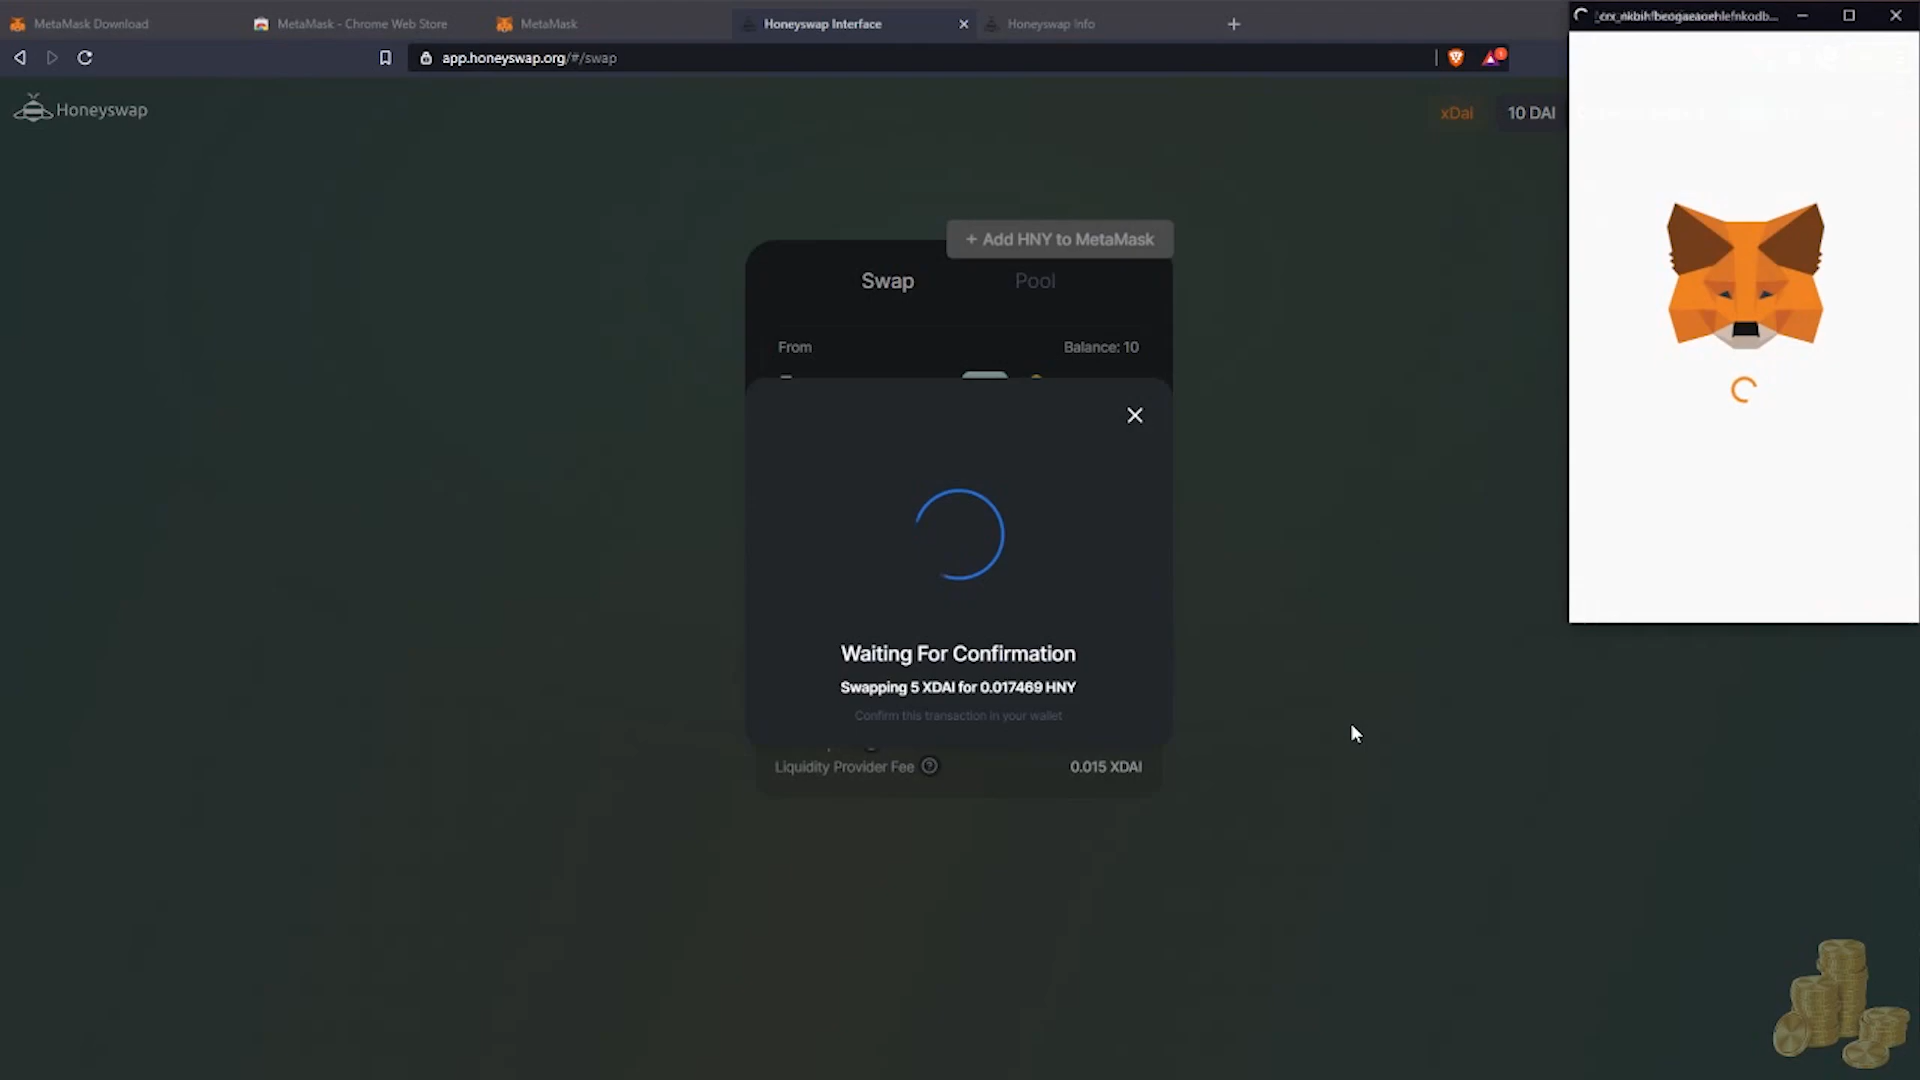 MetaMask Download
MetaMask - Chrome Web Store
MetaMask
Honeyswap Interface
Honeyswap Info
app.honeyswap.org/#/swap
1
Honeyswap
xDai
10 DAI
+ Add HNY to MetaMask
Swap
Pool
From
Balance: 10
Waiting For Confirmation
Swapping 5 XDAI for 0.017469 HNY
Confirm this transaction in your wallet
Liquidity Provider Fee
0.015 XDAI